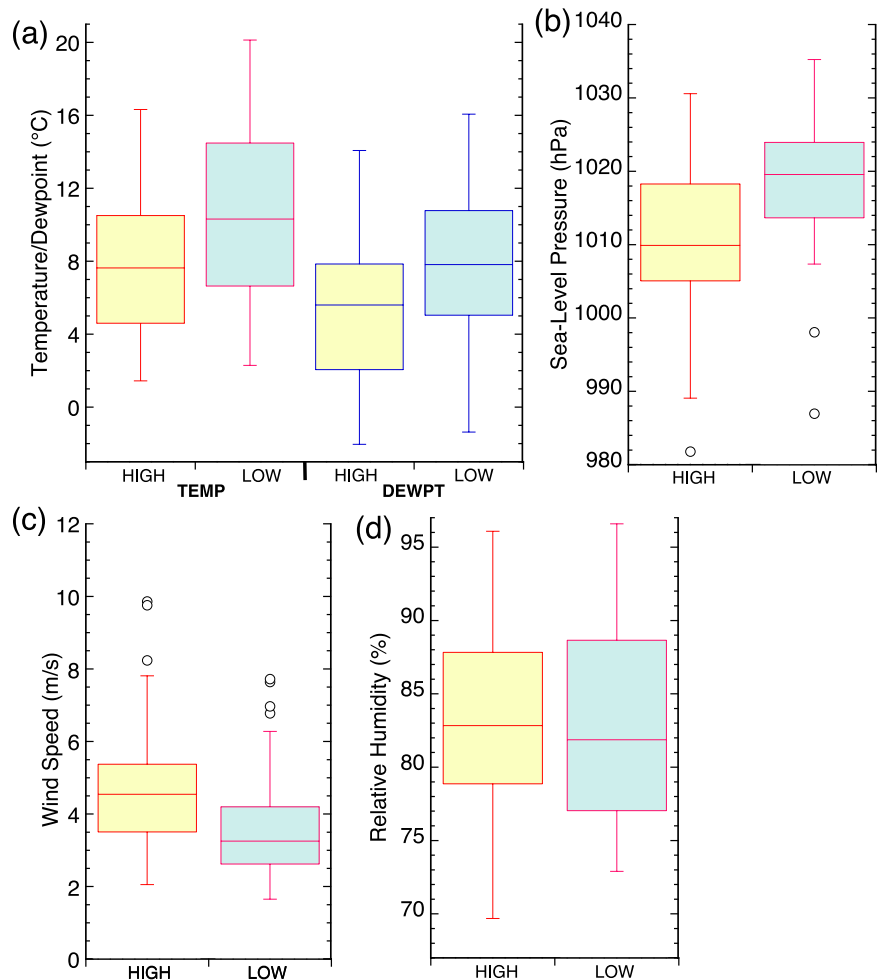 (a)
Temperature/Dewpoint (°C)
20
16
12
8
4
0
HIGH LOW HIGH LOW
TEMP DEWPT
(b)
Sea-Level Pressure (hPa)
1040
1030
1020
1010
1000
990
980
HIGH LOW
(c)
Wind Speed (m/s)
12
10
8
6
4
2
0
HIGH LOW
(d)
Relative Humidity (%)
95
90
85
80
75
70
HIGH LOW